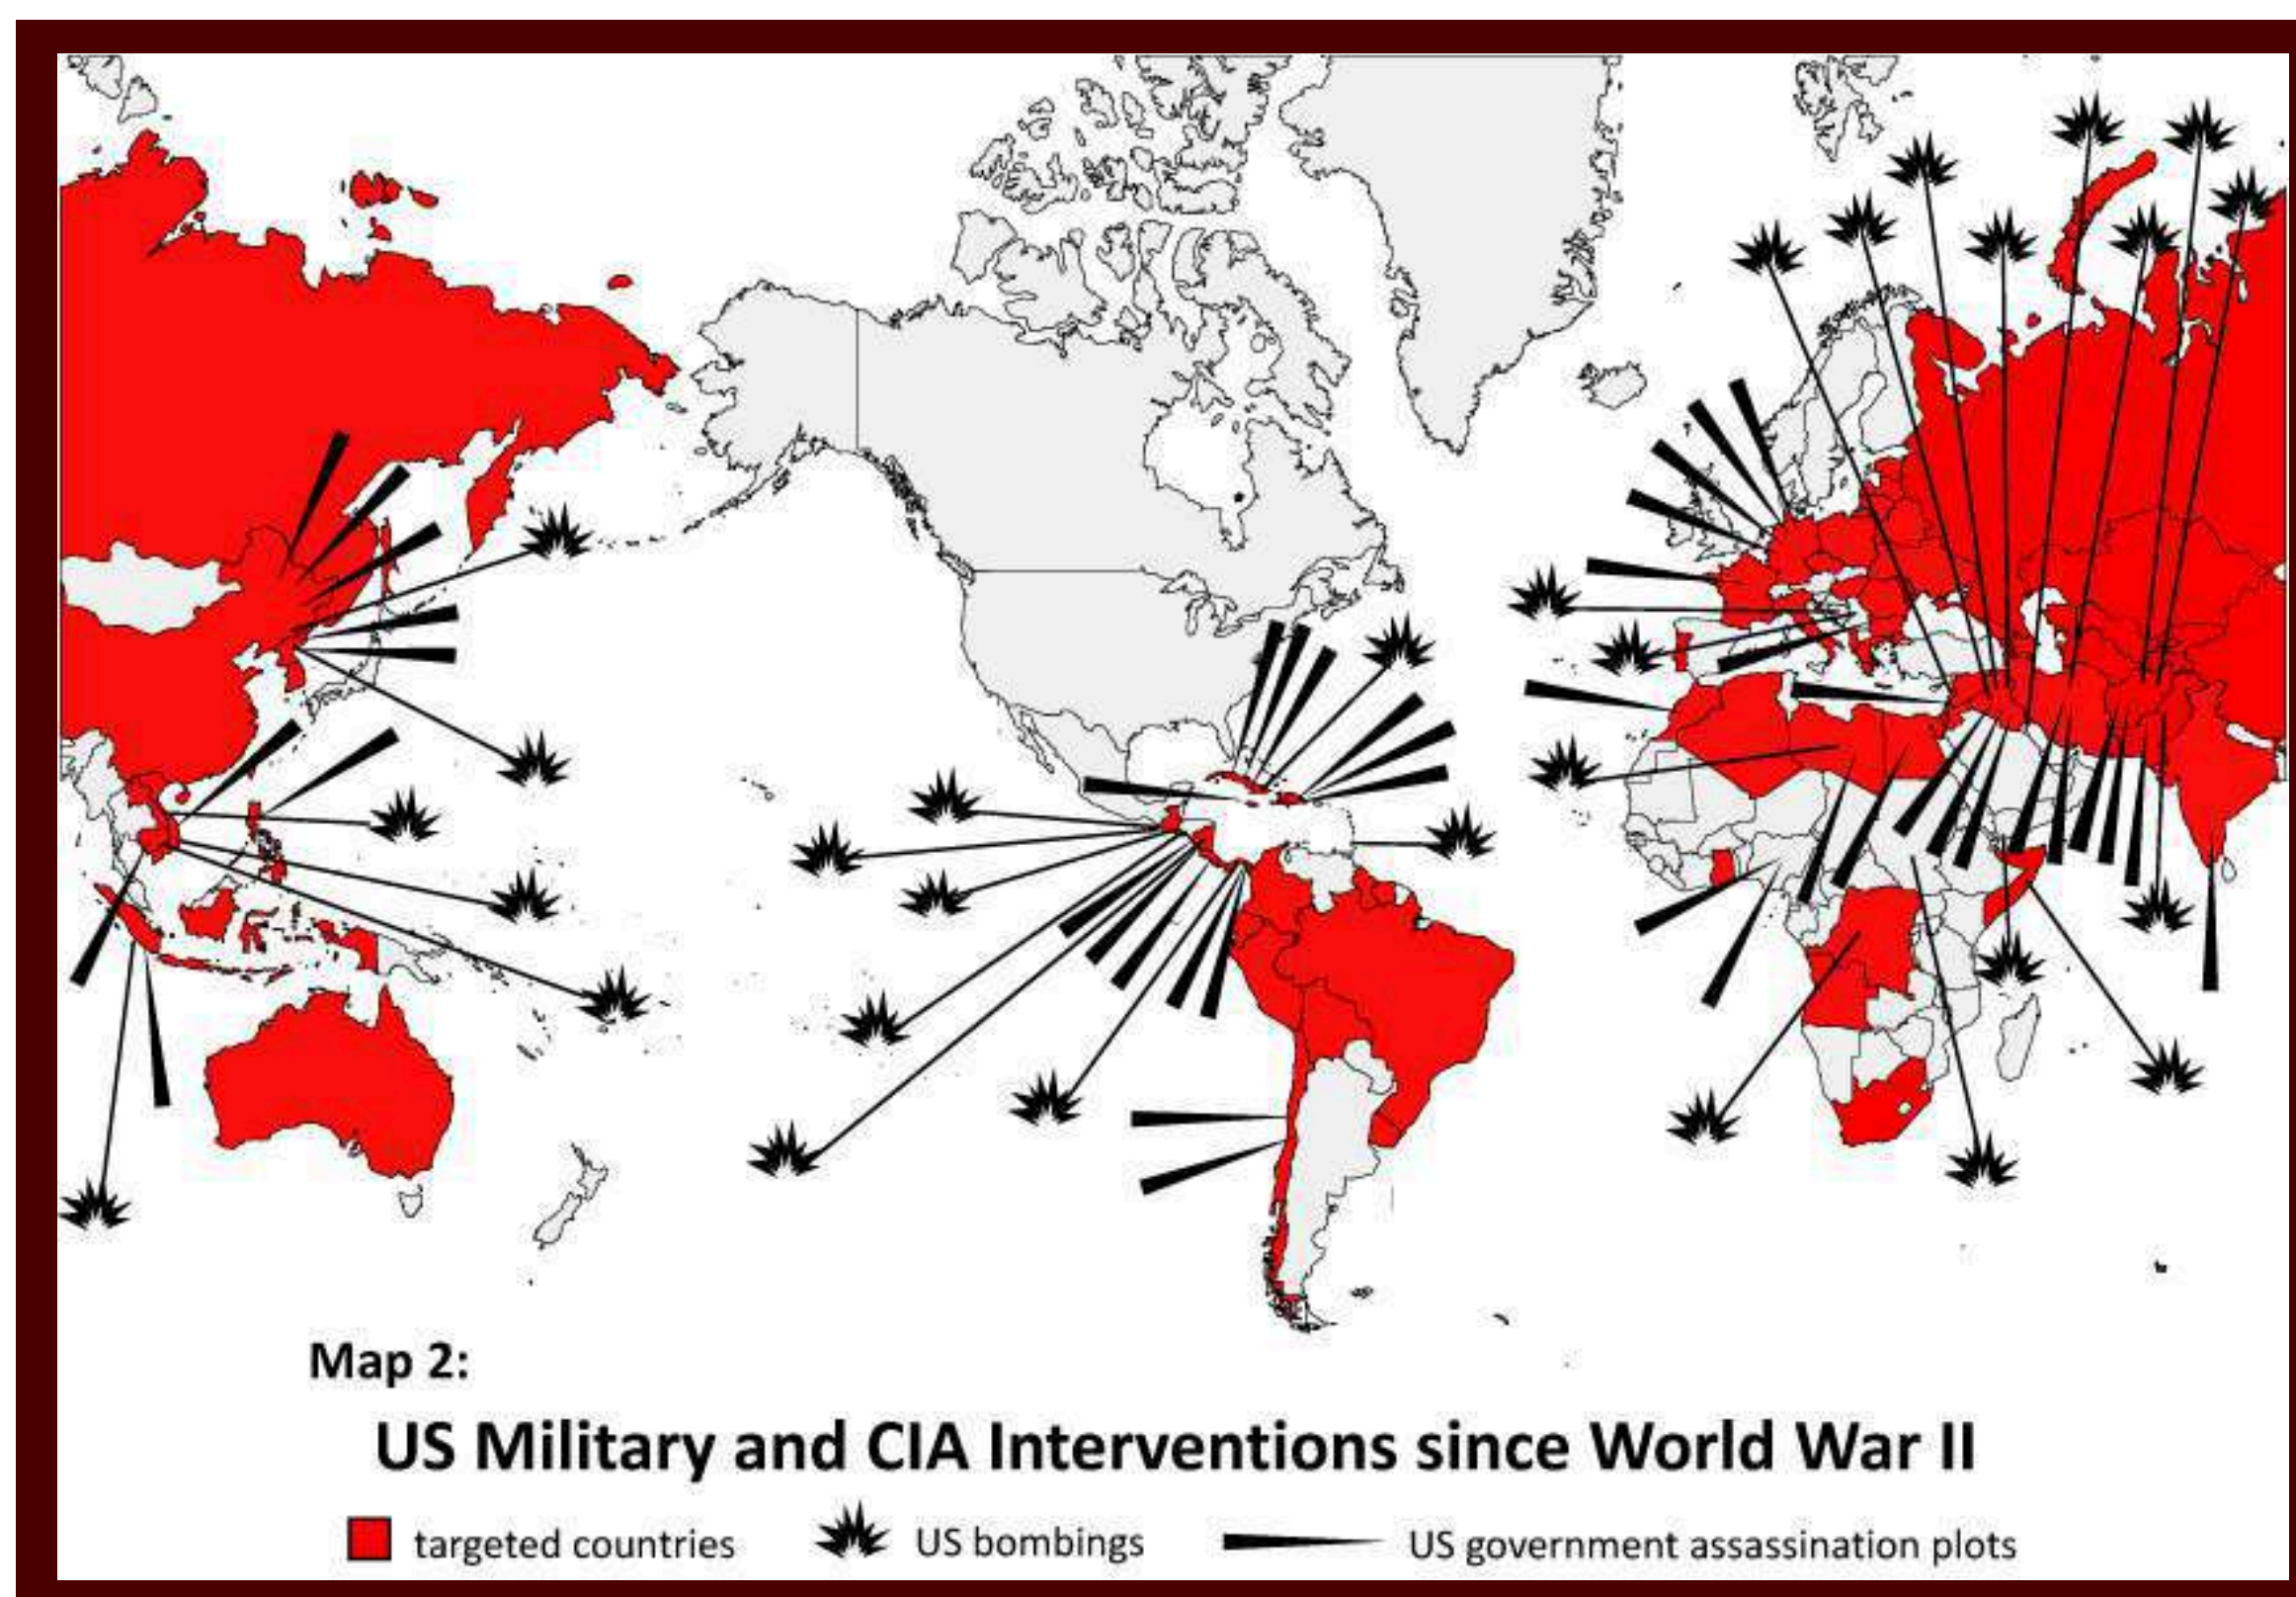 Map 2:
US Military and CIA Interventions since World War II
targeted countries US bombings US government assassination plots